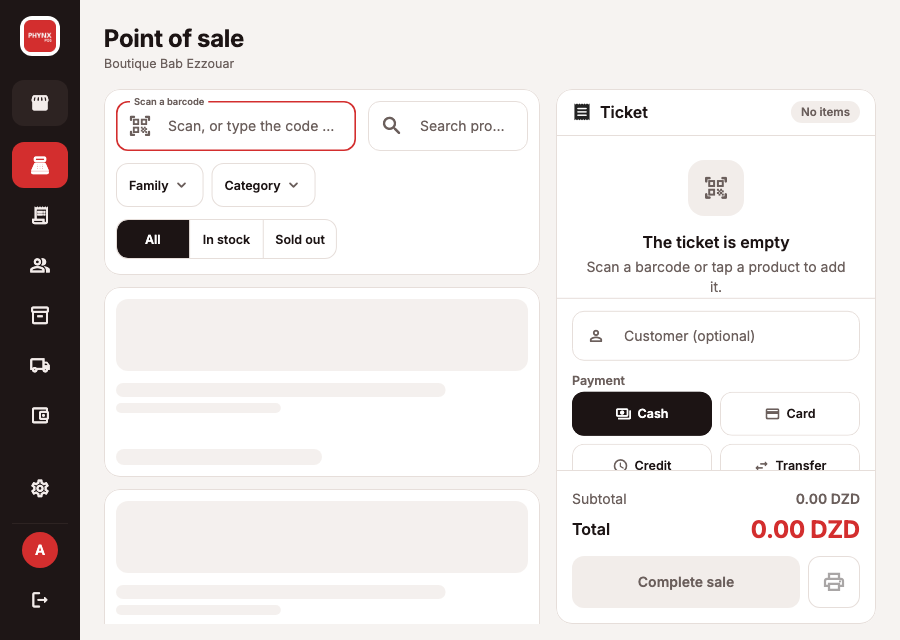 PHYNX
Point of sale
Boutique Bab Ezzouar
Scan a barcode
Scan, or type the code ...
Search pro...
Family
Category
All
In stock
Sold out
Ticket
No items
The ticket is empty
Scan a barcode or tap a product to add
it.
Customer (optional)
Payment
Cash
Card
Credit
Transfer
Subtotal
0.00 DZD
Total
0.00 DZD
Complete sale
A